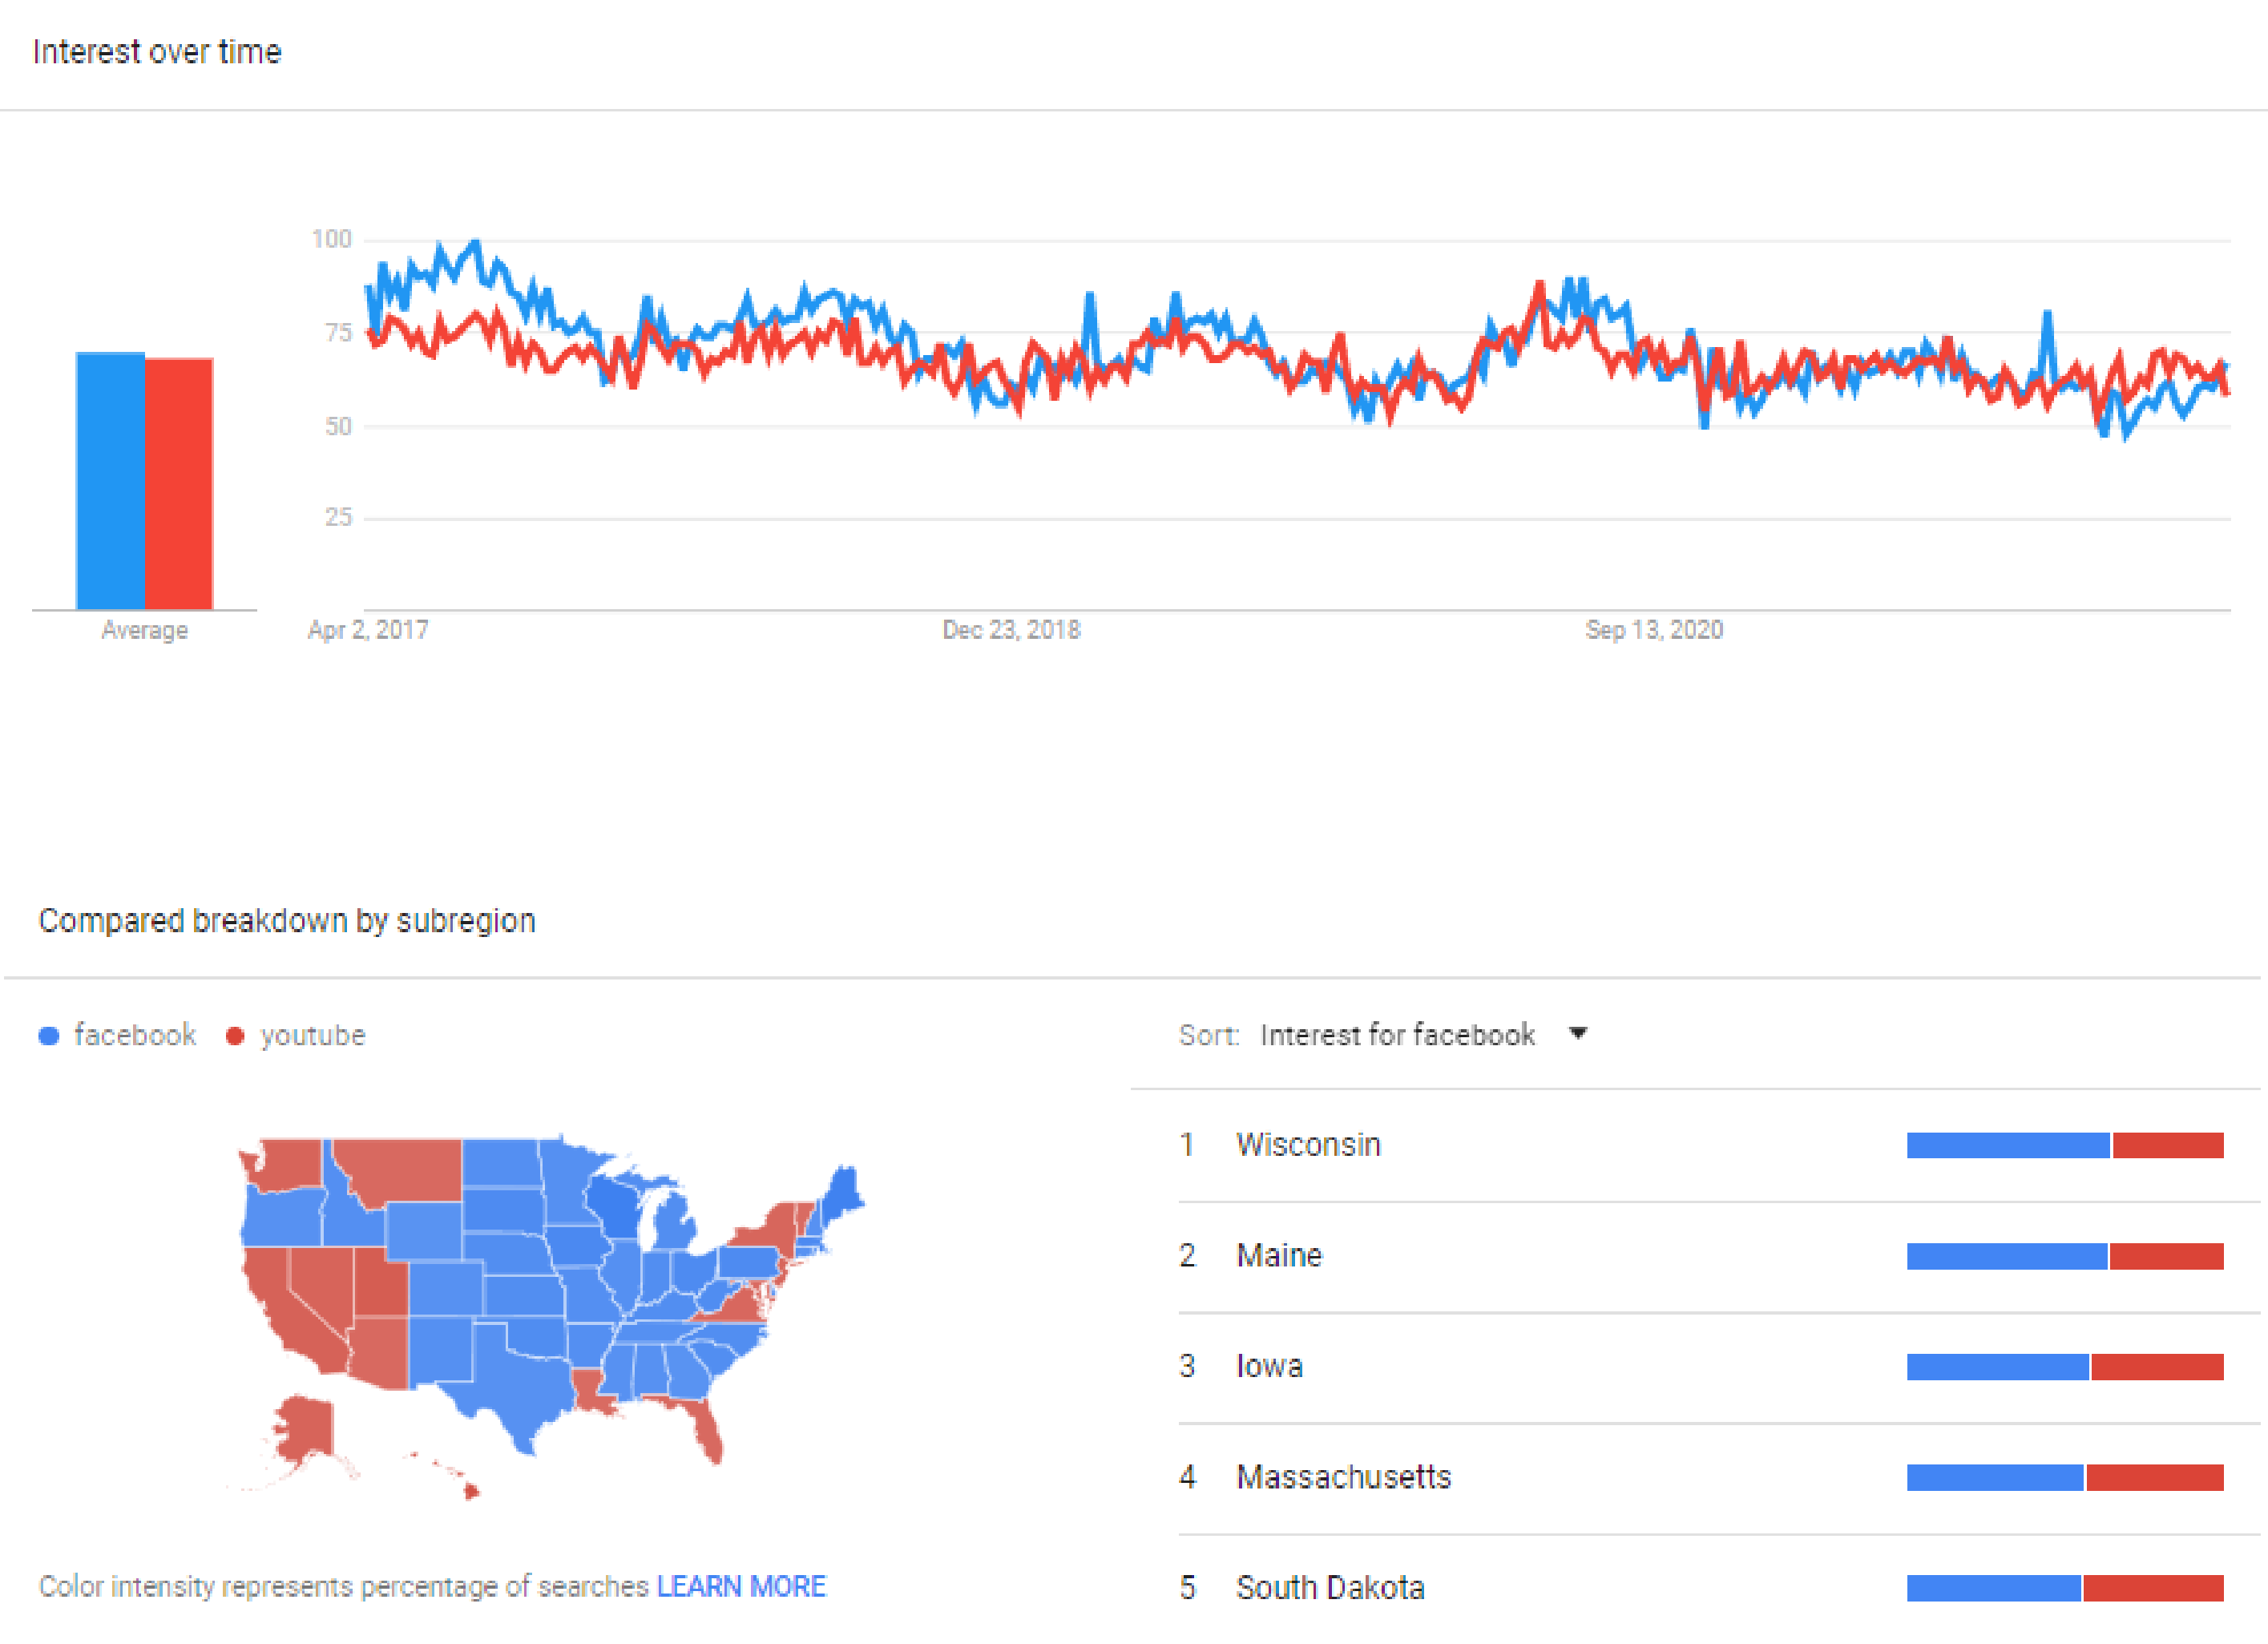 Interest over time
100
75
50
25
Average
Apr 2, 2017 Dec 23, 2018 Sep 13, 2020
Compared breakdown by subregion
facebook youtube
Sort: Interest for facebook
1 Wisconsin
2 Maine
3 Iowa
4 Massachusetts
5 South Dakota
Color intensity represents percentage of searches LEARN MORE